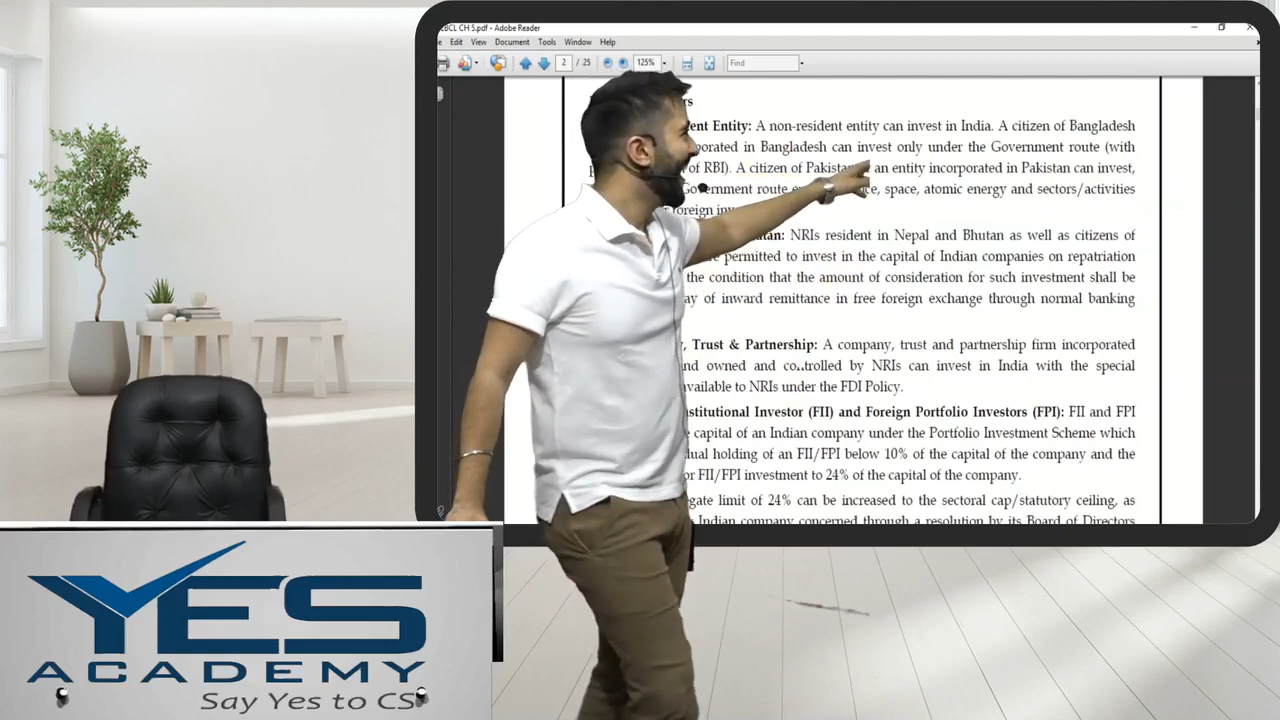 CH 5.pdf - Adobe Reader
Edit View Document Tools Window Help
2 / 25 125% Find
rs
ent Entity: A non-resident entity can invest in India. A citizen of Bangladesh
porated in Bangladesh can invest only under the Government route (with
of RBI). A citizen of Pakistan an entity incorporated in Pakistan can invest,
Government route space, atomic energy and sectors/activities
foreign
NRIs resident in Nepal and Bhutan as well as citizens of
permitted to invest in the capital of Indian companies on repatriation
the condition that the amount of consideration for such investment shall be
ay of inward remittance in free foreign exchange through normal banking
, Trust & Partnership: A company, trust and partnership firm incorporated
nd owned and controlled by NRIs can invest in India with the special
vailable to NRIs under the FDI Policy.
nstitutional Investor (FII) and Foreign Portfolio Investors (FPI): FII and FPI
capital of an Indian company under the Portfolio Investment Scheme which
dual holding of an FII/FPI below 10% of the capital of the company and the
or FII/FPI investment to 24% of the capital of the company.
egate limit of 24% can be increased to the sectoral cap/statutory ceiling, as
Indian company concerned through a resolution by its Board of Directors
YES
ACADEMY
Say Yes to CS